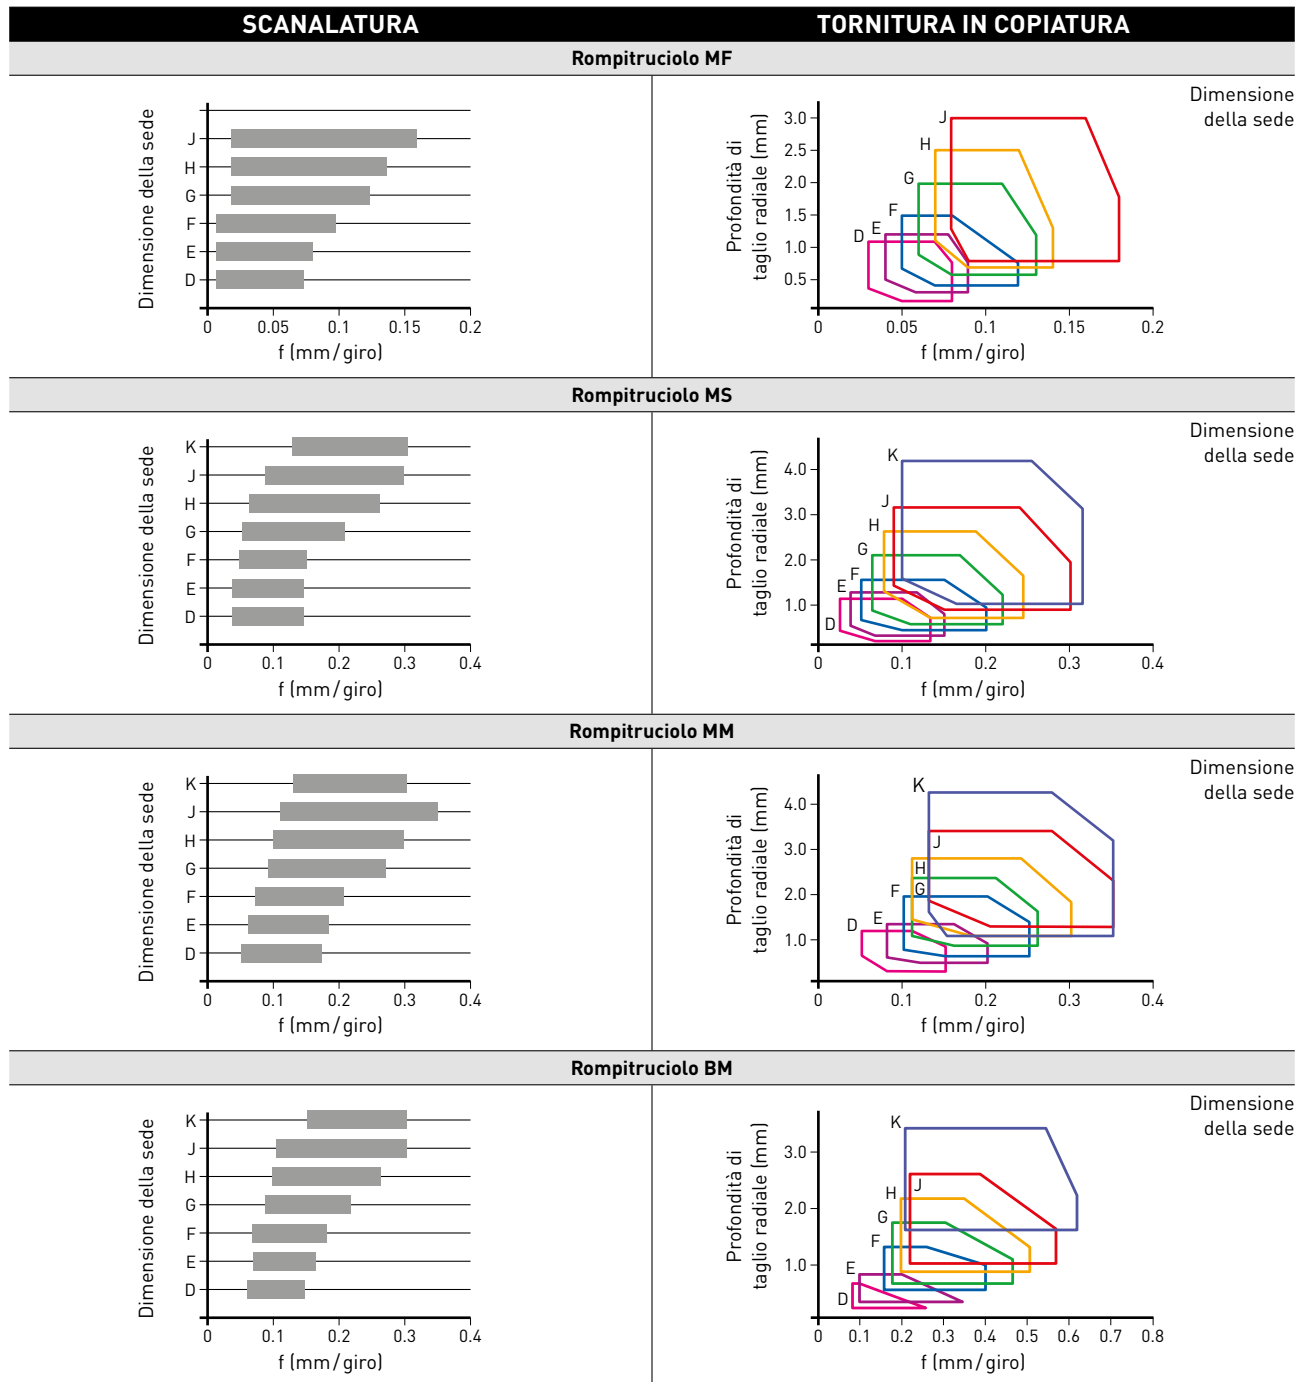 SCANALATURA
TORNITURA IN COPIATURA
Rompitruciolo MF
Dimensione della sede
J
H
G
F
E
D
0 0.05 0.1 0.15 0.2
f (mm/giro)
Dimensione
della sede
Profondità di
taglio radiale (mm)
3.0
2.5
2.0
1.5
1.0
0.5
J
H
G
F
E
D
0 0.05 0.1 0.15 0.2
f (mm/giro)
Rompitruciolo MS
Dimensione della sede
K
J
H
G
F
E
D
0 0.1 0.2 0.3 0.4
f (mm/giro)
Dimensione
della sede
Profondità di
taglio radiale (mm)
4.0
3.0
2.0
1.0
K
J
H
G
F
E
D
0 0.1 0.2 0.3 0.4
f (mm/giro)
Rompitruciolo MM
Dimensione della sede
K
J
H
G
F
E
D
0 0.1 0.2 0.3 0.4
f (mm/giro)
Dimensione
della sede
Profondità di
taglio radiale (mm)
4.0
3.0
2.0
1.0
K
J
H
F G
E
D
0 0.1 0.2 0.3 0.4
f (mm/giro)
Rompitruciolo BM
Dimensione della sede
K
J
H
G
F
E
D
0 0.1 0.2 0.3 0.4
f (mm/giro)
Dimensione
della sede
Profondità di
taglio radiale (mm)
3.0
2.0
1.0
K
J
H
G
F
E
D
0 0.1 0.2 0.3 0.4 0.5 0.6 0.7 0.8
f (mm/giro)